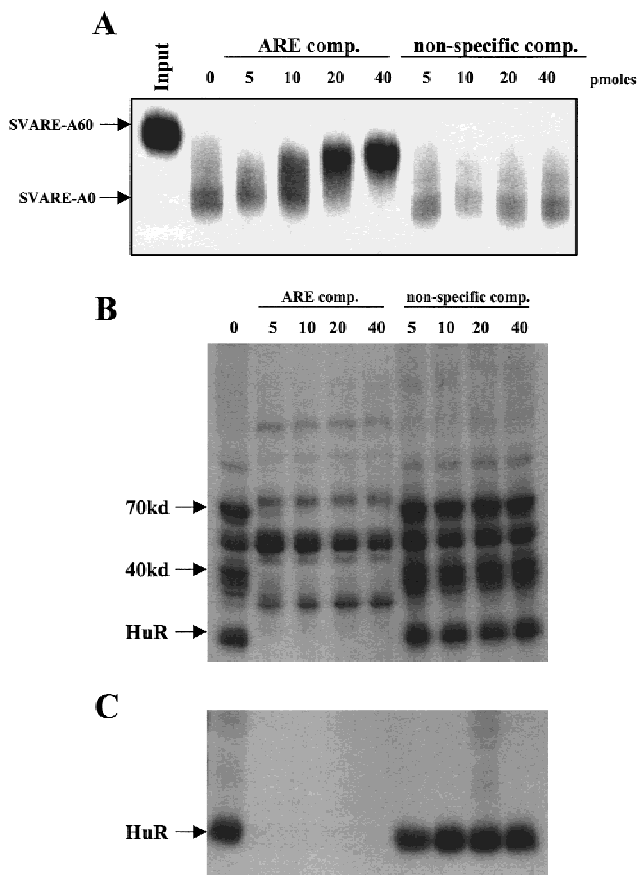 A
Input
ARE comp.
non-specific comp.
0 5 10 20 40 5 10 20 40 pmoles
SVARE-A60
SVARE-A0
B
ARE comp.
non-specific comp.
0 5 10 20 40 5 10 20 40
70kd
40kd
HuR
C
HuR